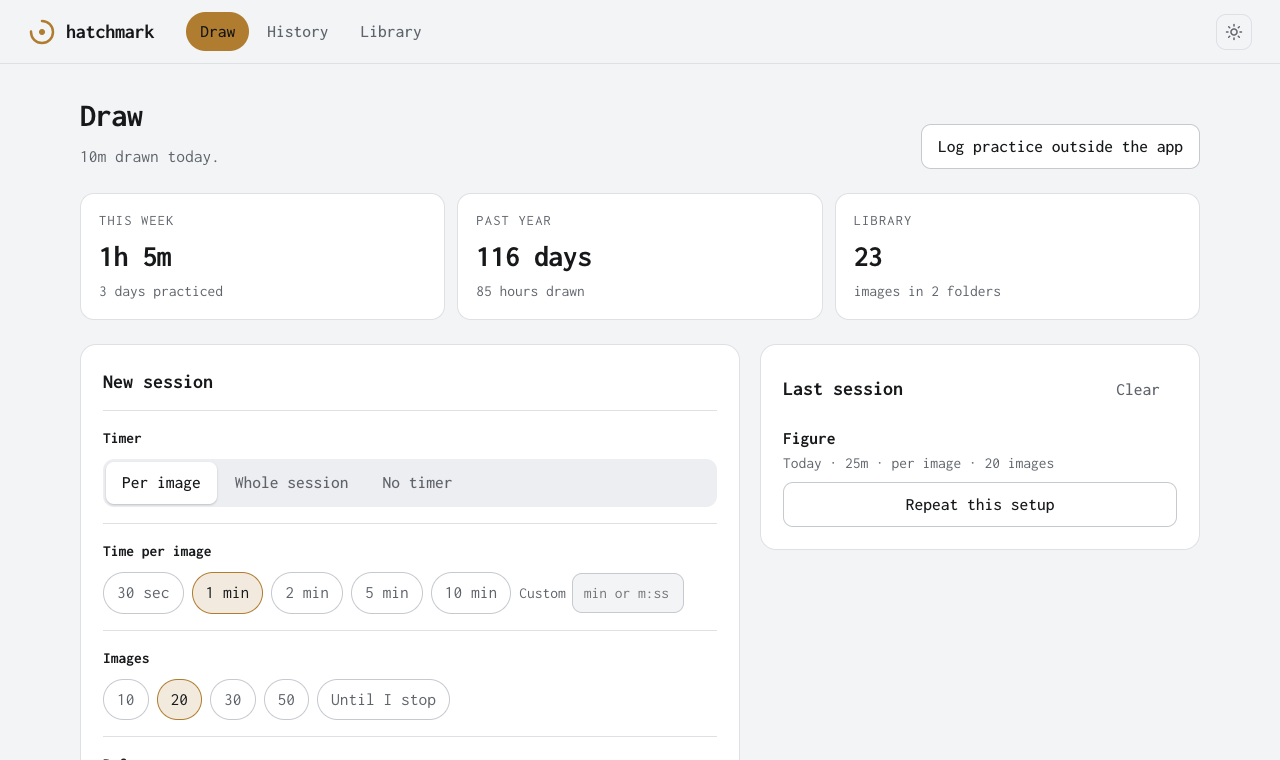 hatchmark
Draw
History
Library
Draw
10m drawn today.
Log practice outside the app
THIS WEEK
1h 5m
3 days practiced
PAST YEAR
116 days
85 hours drawn
LIBRARY
23
images in 2 folders
New session
Timer
Per image
Whole session
No timer
Time per image
30 sec
1 min
2 min
5 min
10 min
Custom
min or m:ss
Images
10
20
30
50
Until I stop
Last session
Clear
Figure
Today · 25m · per image · 20 images
Repeat this setup